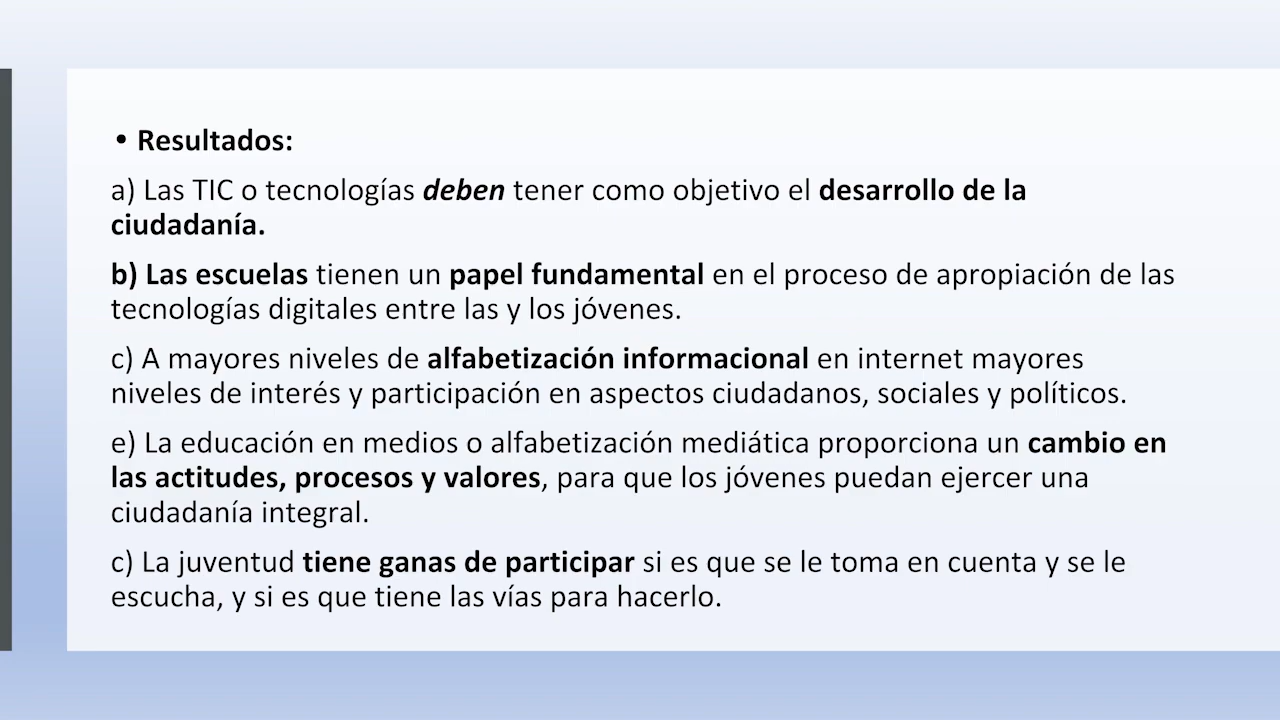 • Resultados:
a) Las TIC o tecnologías deben tener como objetivo el desarrollo de la
ciudadanía.
b) Las escuelas tienen un papel fundamental en el proceso de apropiación de las
tecnologías digitales entre las y los jóvenes.
c) A mayores niveles de alfabetización informacional en internet mayores
niveles de interés y participación en aspectos ciudadanos, sociales y políticos.
e) La educación en medios o alfabetización mediática proporciona un cambio en
las actitudes, procesos y valores, para que los jóvenes puedan ejercer una
ciudadanía integral.
c) La juventud tiene ganas de participar si es que se le toma en cuenta y se le
escucha, y si es que tiene las vías para hacerlo.